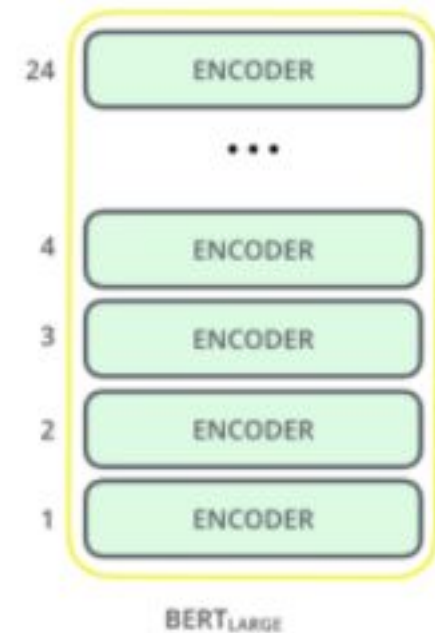 24 ENCODER
...
4 ENCODER
3 ENCODER
2 ENCODER
1 ENCODER
BERTLARGE